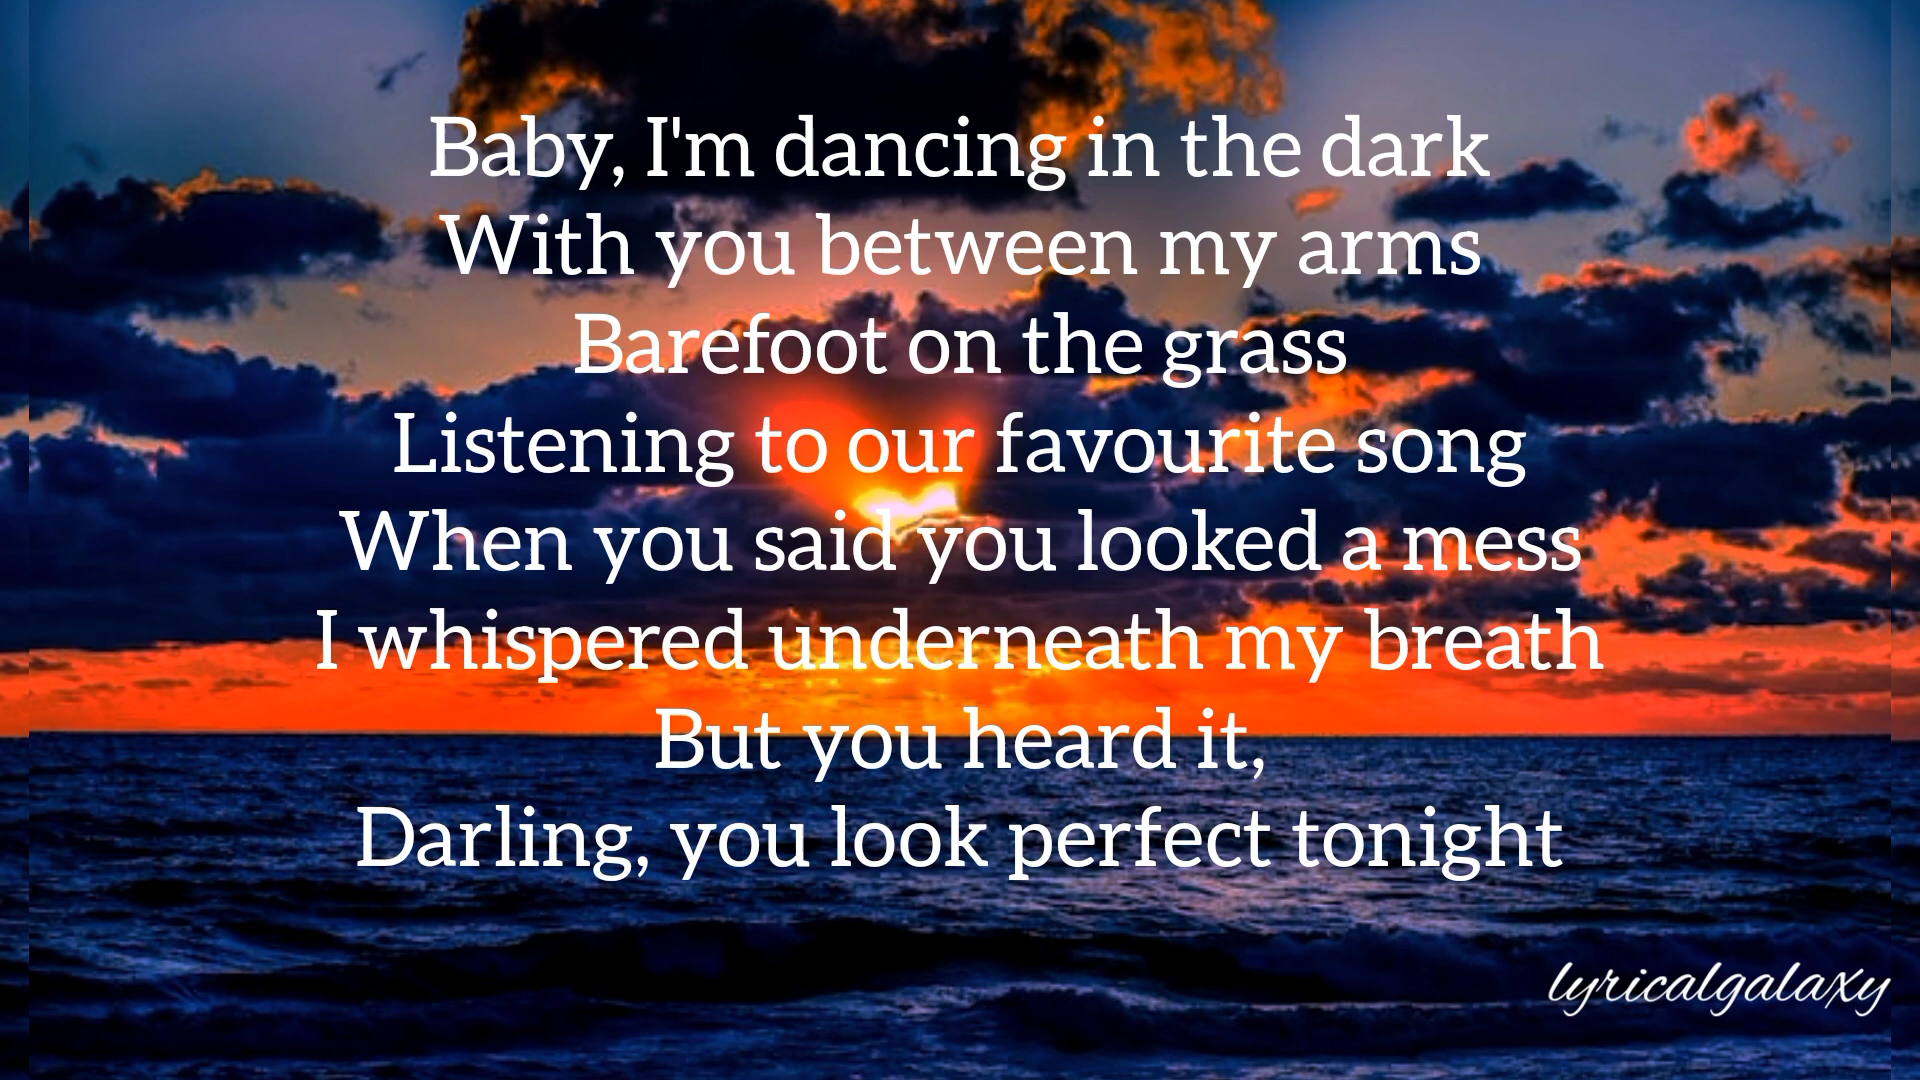 Baby, I'm dancing in the dark
With you between my arms
Barefoot on the grass
Listening to our favourite song
When you said you looked a mess
I whispered underneath my breath
But you heard it,
Darling, you look perfect tonight
lyricalgalaxy